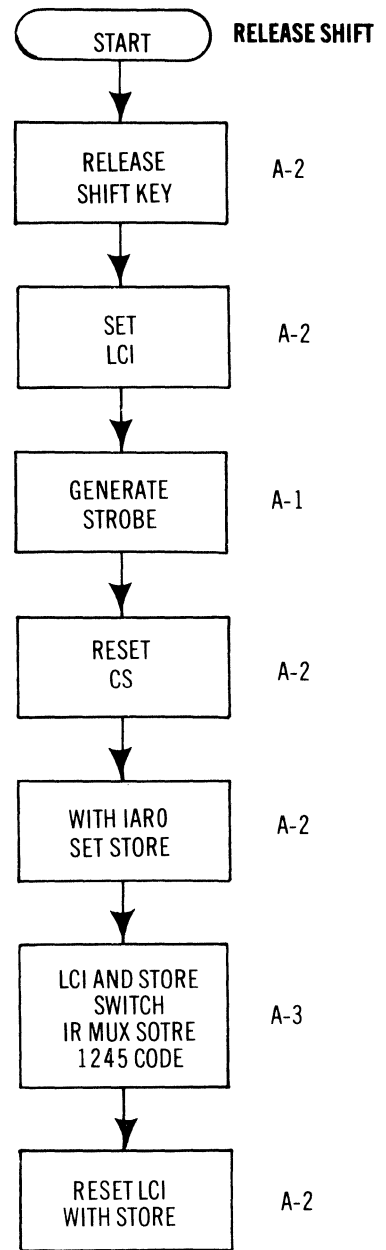 START
RELEASE SHIFT
RELEASE
SHIFT KEY
A-2
SET
LCI
A-2
GENERATE
STROBE
A-1
RESET
CS
A-2
WITH IARO
SET STORE
A-2
LCI AND STORE
SWITCH
IR MUX SOTRE
1245 CODE
A-3
RESET LCI
WITH STORE
A-2